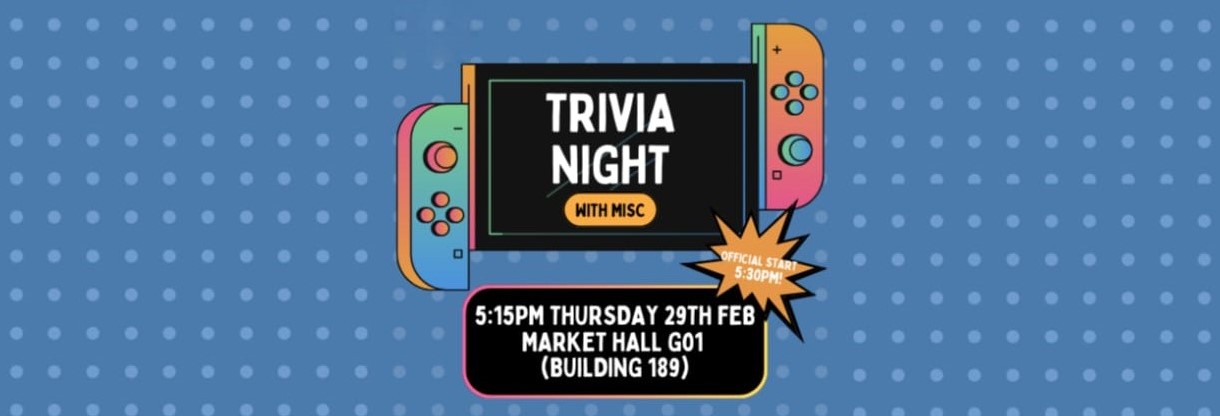 TRIVIA
NIGHT
WITH MISC
OFFICIAL START
5:30PM!
5:15PM THURSDAY 29TH FEB
MARKET HALL G01
(BUILDING 189)